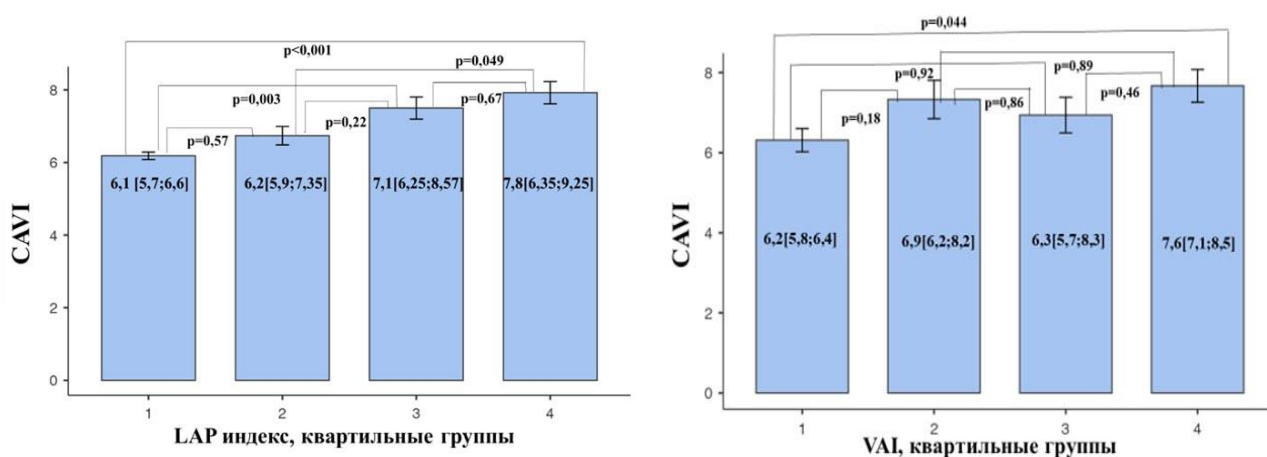 p<0,001
p=0,049
p=0,003
p=0,67
p=0,22
p=0,57
8
6
4
2
0
CAVI
6,1 [5,7;6,6]
6,2[5,9;7,35]
7,1[6,25;8,57]
7,8[6,35;9,25]
1 2 3 4
LAP индекс, квартильные группы
p=0,044
p=0,89
p=0,92
p=0,46
p=0,86
p=0,18
8
6
4
2
0
CAVI
6,2[5,8;6,4]
6,9[6,2;8,2]
6,3[5,7;8,3]
7,6[7,1;8,5]
1 2 3 4
VAI, квартильные группы